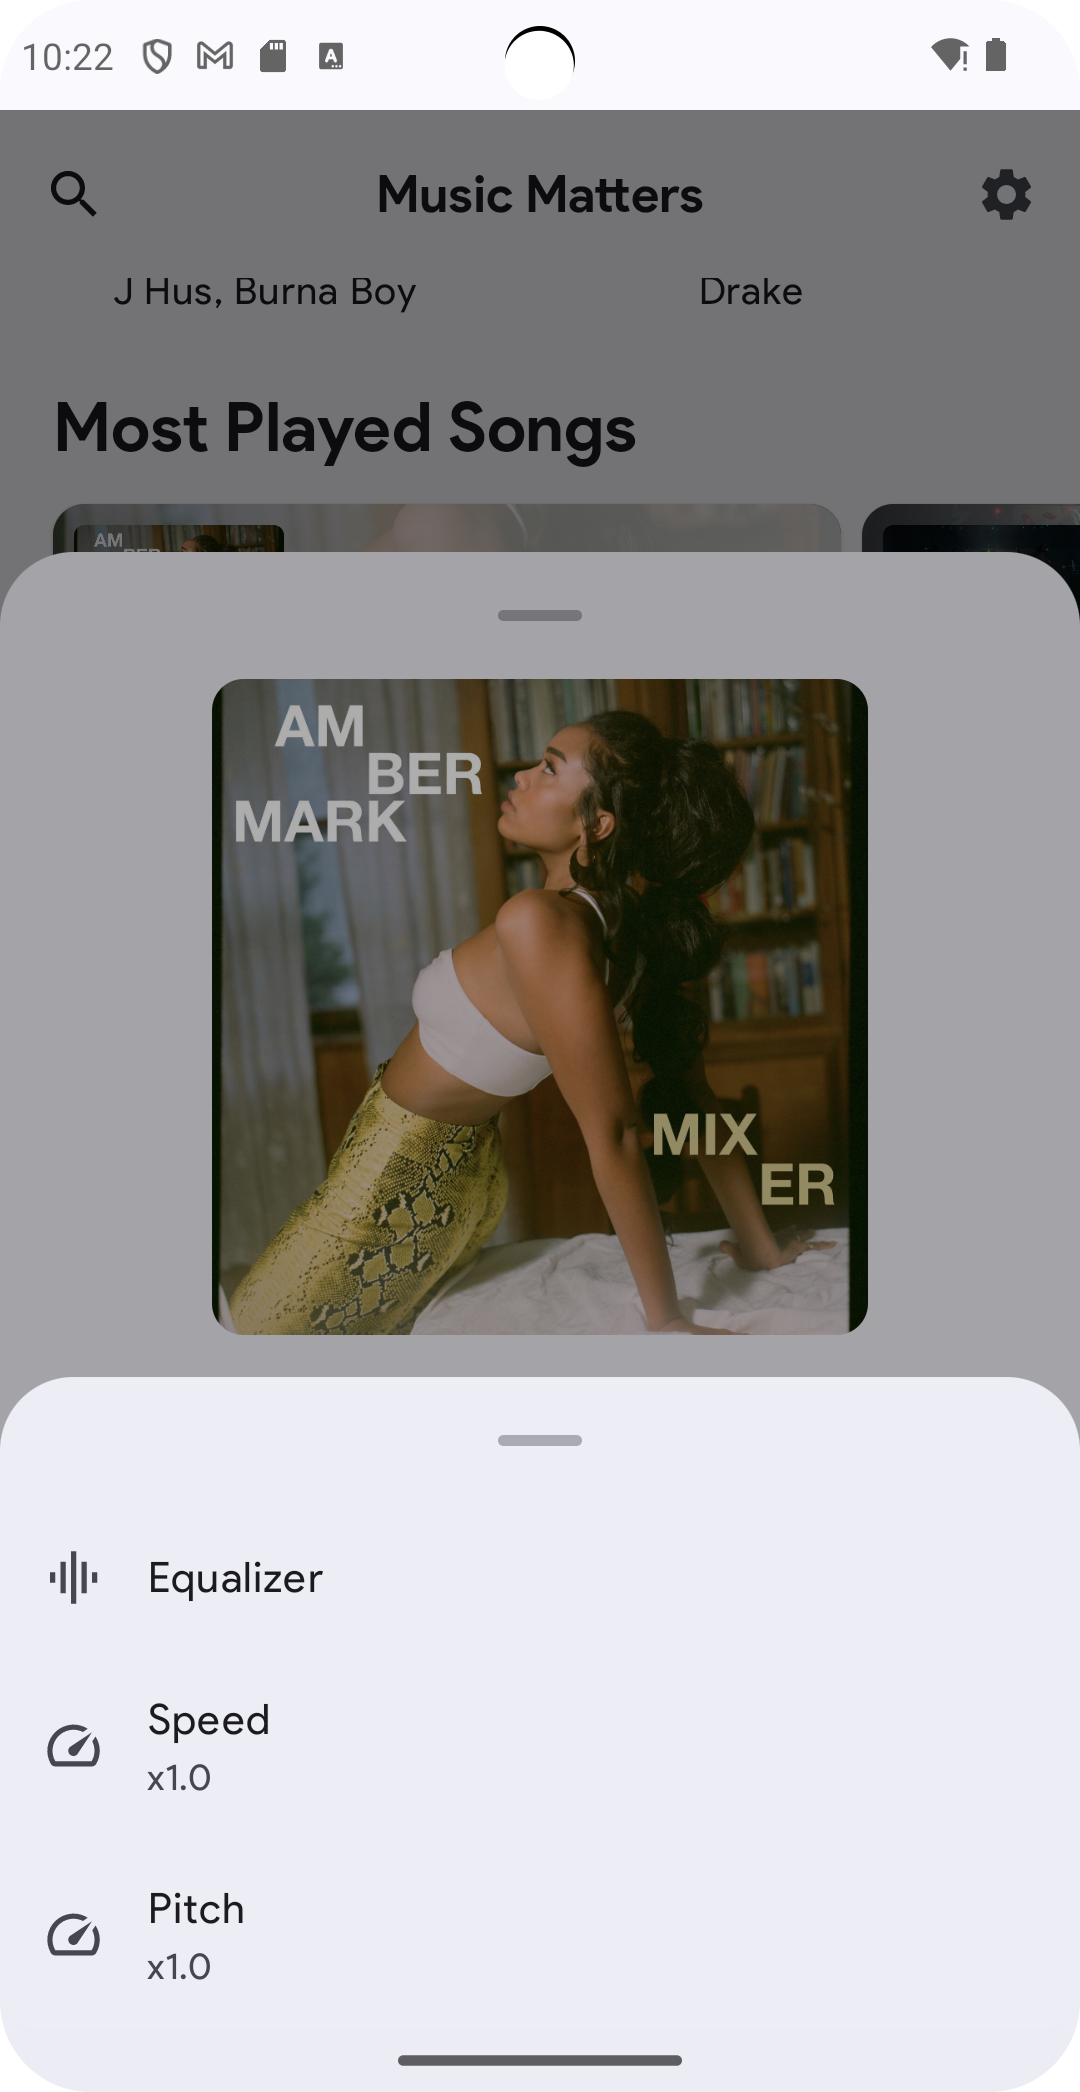 10:22
Music Matters
J Hus, Burna Boy
Drake
Most Played Songs
AM
BER
AM
BER
MARK
MIX
ER
Equalizer
Speed
x1.0
Pitch
x1.0